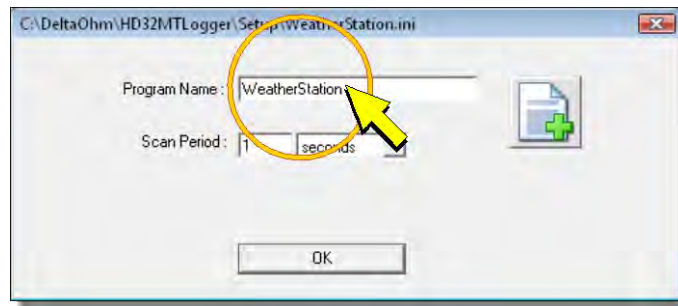 C:\DeltaOhm\HD32MTLogger\Setup\WeatherStation.ini
Program Name : WeatherStation
Scan Period : 1 seconds
OK